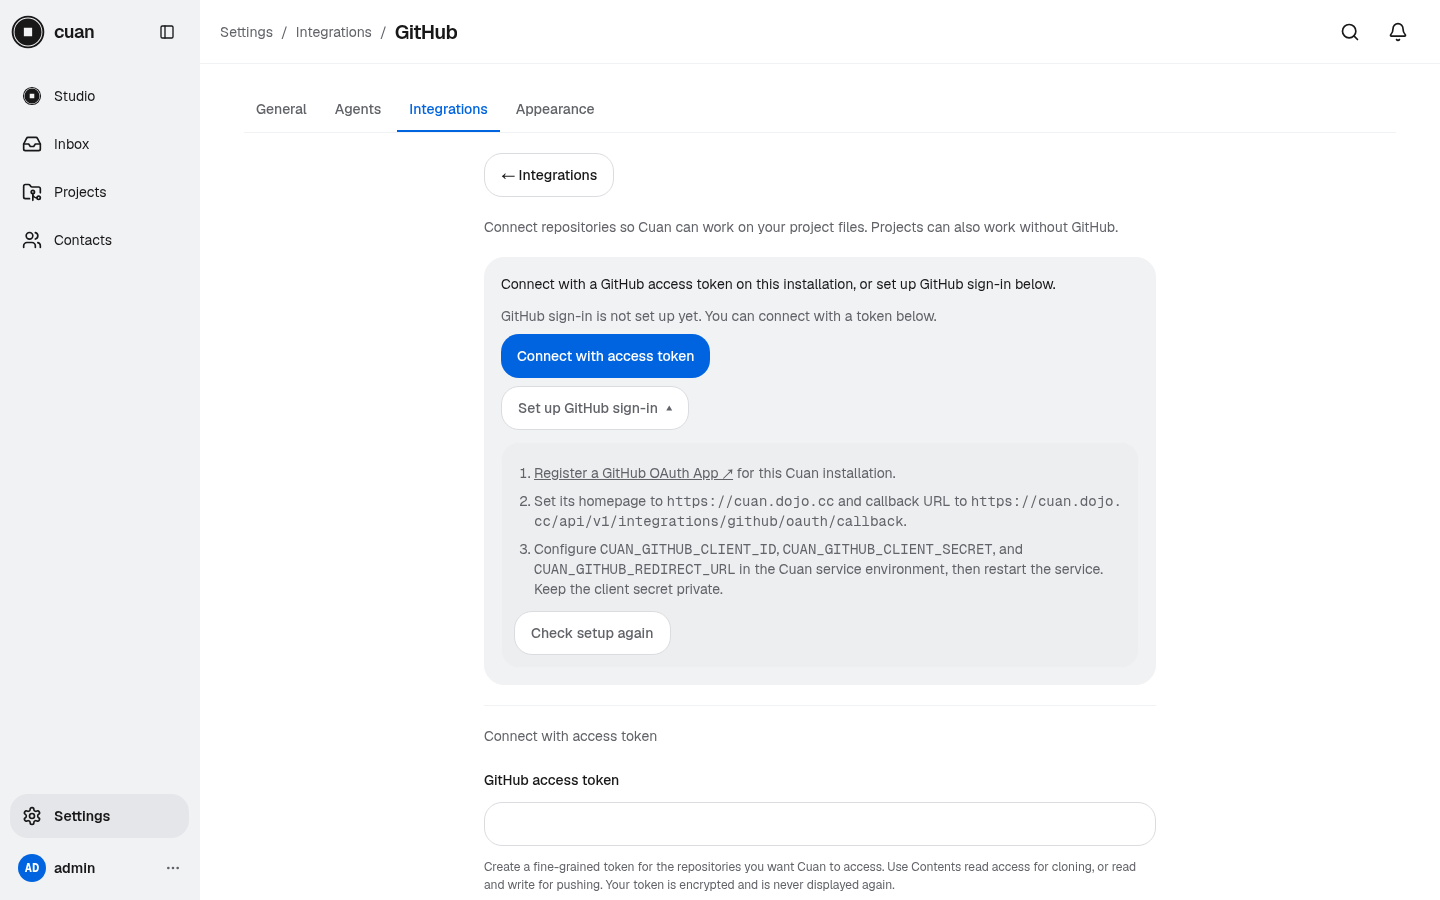 cuan
Settings / Integrations / GitHub
Studio
Inbox
Projects
Contacts
General Agents Integrations Appearance
← Integrations
Connect repositories so Cuan can work on your project files. Projects can also work without GitHub.
Connect with a GitHub access token on this installation, or set up GitHub sign-in below.
GitHub sign-in is not set up yet. You can connect with a token below.
Connect with access token
Set up GitHub sign-in ▴
1. Register a GitHub OAuth App ↗ for this Cuan installation.
2. Set its homepage to https://cuan.dojo.cc and callback URL to https://cuan.dojo.
cc/api/v1/integrations/github/oauth/callback.
3. Configure CUAN_GITHUB_CLIENT_ID, CUAN_GITHUB_CLIENT_SECRET, and
CUAN_GITHUB_REDIRECT_URL in the Cuan service environment, then restart the service.
Keep the client secret private.
Check setup again
Connect with access token
GitHub access token
Create a fine-grained token for the repositories you want Cuan to access. Use Contents read access for cloning, or read
and write for pushing. Your token is encrypted and is never displayed again.
Settings
AD admin ...